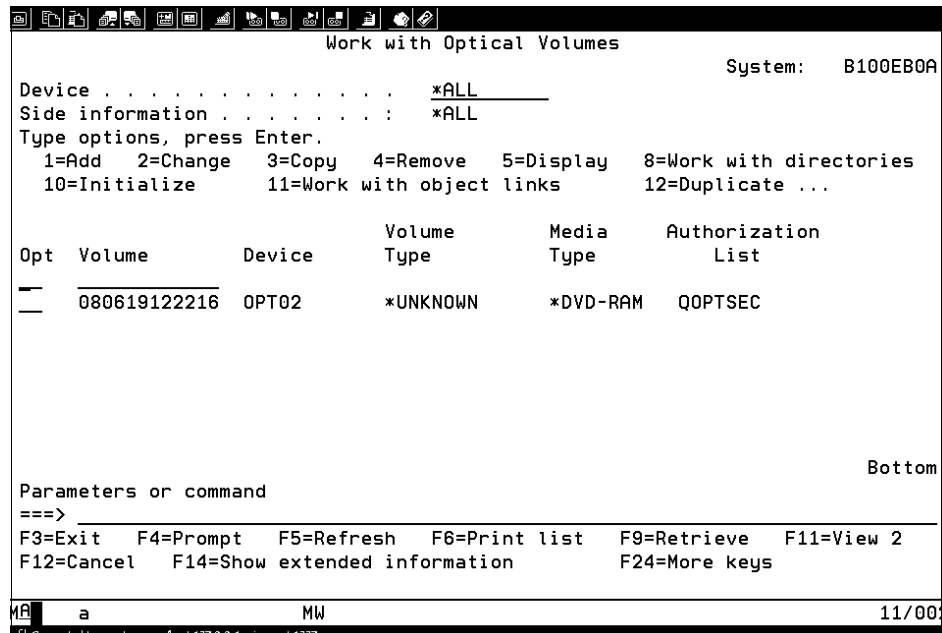 Work with Optical Volumes
System: B100EB0A
Device . . . . . . . . . . . . . *ALL
Side information . . . . . . . : *ALL
Type options, press Enter.
1=Add 2=Change 3=Copy 4=Remove 5=Display 8=Work with directories
10=Initialize 11=Work with object links 12=Duplicate ...
Volume Media Authorization
Opt Volume Device Type Type List
080619122216 OPT02 *UNKNOWN *DVD-RAM QOPTSEC
Bottom
Parameters or command
===>
F3=Exit F4=Prompt F5=Refresh F6=Print list F9=Retrieve F11=View 2
F12=Cancel F14=Show extended information F24=More keys
MA a MW 11/00